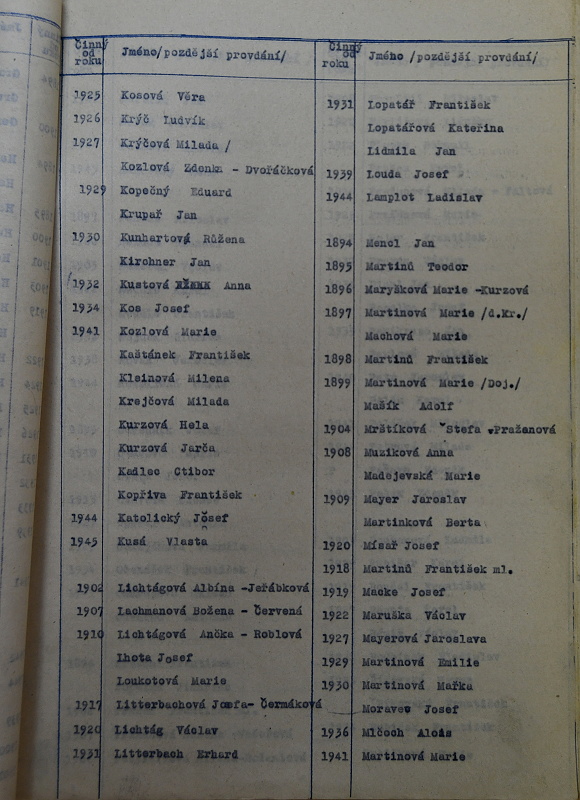 Činný od roku
Jméno/pozdější provdání/
1925 Kosová Věra
1926 Krýč Ludvík
1927 Krýčová Milada /
Kozlová Zdenka - Dvořáčková
1929 Kopečný Eduard
Krupař Jan
1930 Kunhartová Růžena
Kirchner Jan
1932 Kustová Anna
1934 Kos Josef
1941 Kozlová Marie
Kaštánek František
Kleinová Milena
Krejčová Milada
Kurzová Hela
Kurzová Jarča
Kadlec Ctibor
Kopřiva František
1944 Katolický Josef
1945 Kusá Vlasta
1902 Lichtágová Albína -Jeřábková
1907 Lachmanová Božena - Červená
1910 Lichtágová Ančka - Roblová
Lhota Josef
Loukotová Marie
1917 Litterbachová Josefa- Čermáková
1920 Lichtág Václav
1931 Litterbach Erhard
Činný od roku
Jméno /pozdější provdání/
1931 Lopatář František
Lopatářová Kateřina
Lidmila Jan
1939 Louda Josef
1944 Lamplot Ladislav
1894 Mencl Jan
1895 Martinů Teodor
1896 Maryšková Marie -Kurzová
1897 Martinová Marie /d.kr./
Machová Marie
1898 Martinů František
1899 Martinová Marie /Doj./
Mašík Adolf
1904 Mrštíková Štefa -Pražanová
1908 Muzíková Anna
Madejevská Marie
1909 Mayer Jaroslav
Martinková Berta
1920 Mísař Josef
1918 Martinů František ml.
1919 Macke Josef
1922 Maruška Václav
1927 Mayerová Jaroslava
1929 Martinová Emilie
1930 Martinová Mařka
Moravec Josef
1936 Mlčoch Alois
1941 Martinová Marie